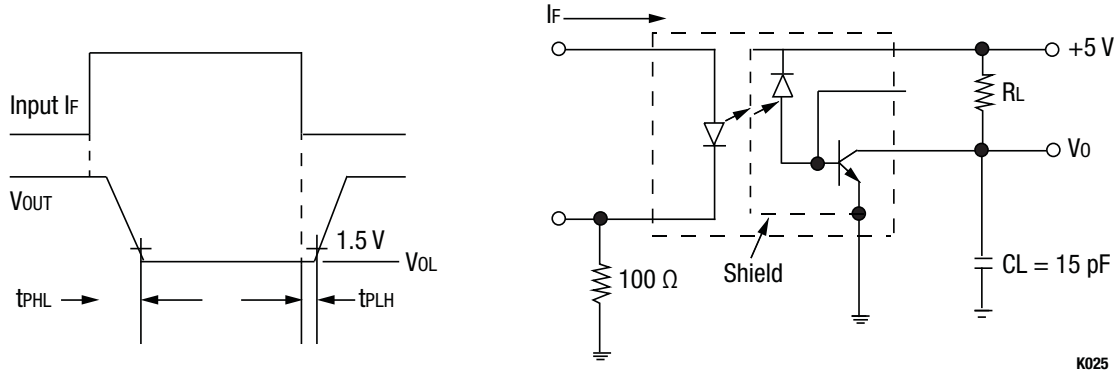 Input IF
VOUT
1.5 V
VOL
tPHL
tPLH
IF
+5 V
RL
VO
Shield
100 Ω
CL = 15 pF
K025